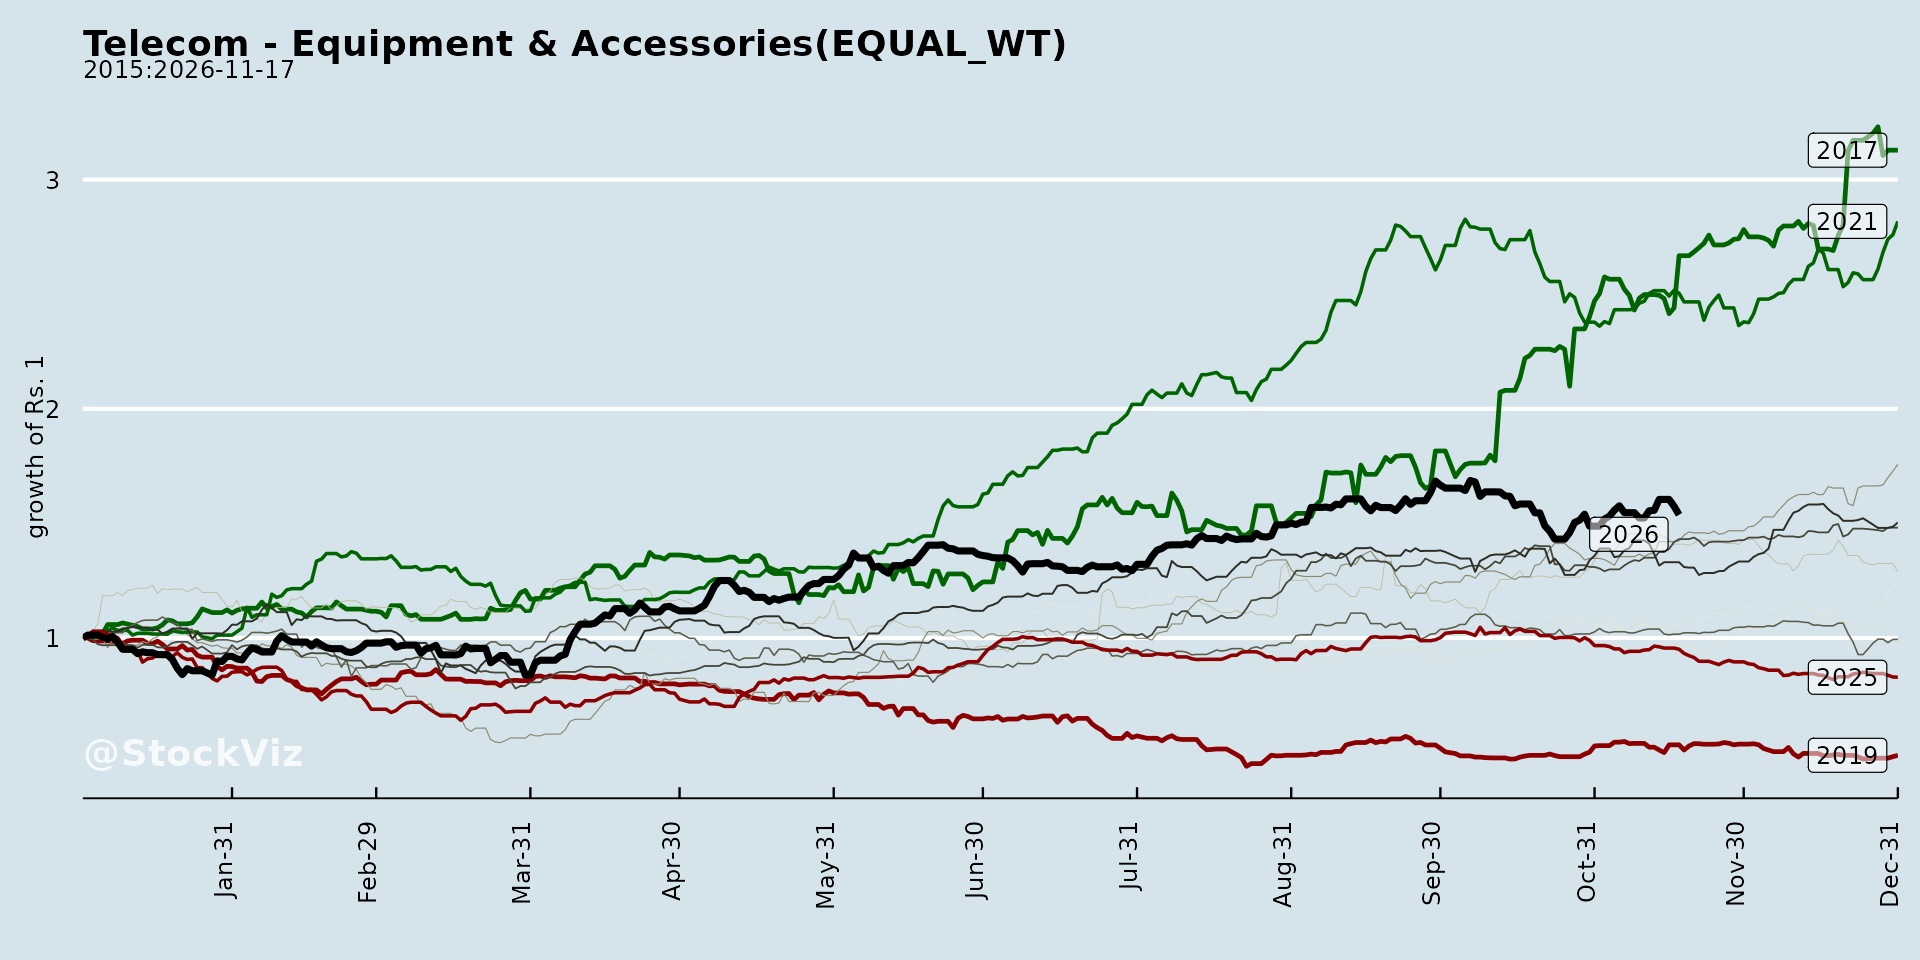 Telecom - Equipment & Accessories(EQUAL_WT)
2015:2026-11-17
growth of Rs. 1
3
2
1
2017
2021
2026
2025
2019
@StockViz
Jan-31
Feb-29
Mar-31
Apr-30
May-31
Jun-30
Jul-31
Aug-31
Sep-30
Oct-31
Nov-30
Dec-31